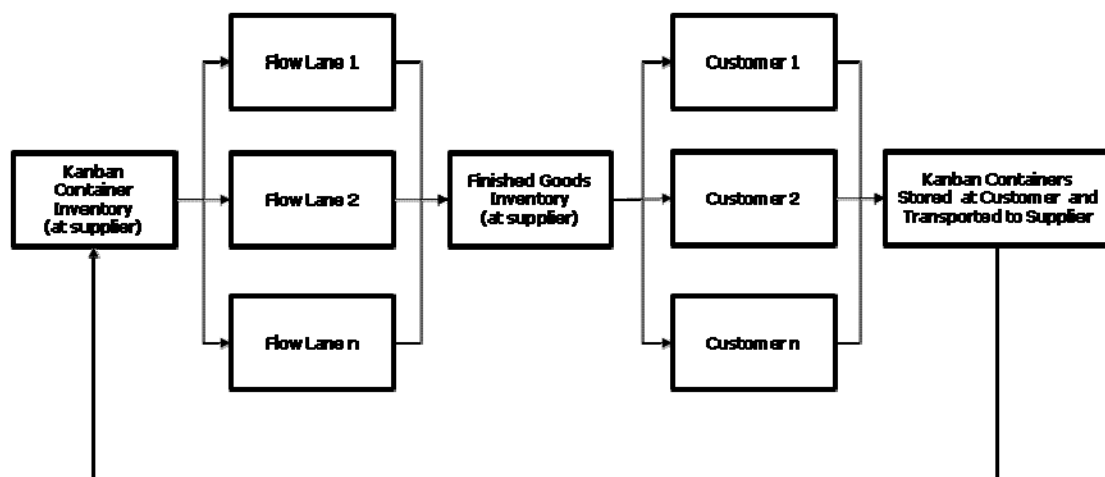 Flow Lane 1
Customer 1
Kanban
Container
Inventory
(at supplier)
Flow Lane 2
Finished Goods
Inventory
(at supplier)
Customer 2
Kanban Containers
Stored at Customer and
Transported to Supplier
Flow Lane n
Customer n